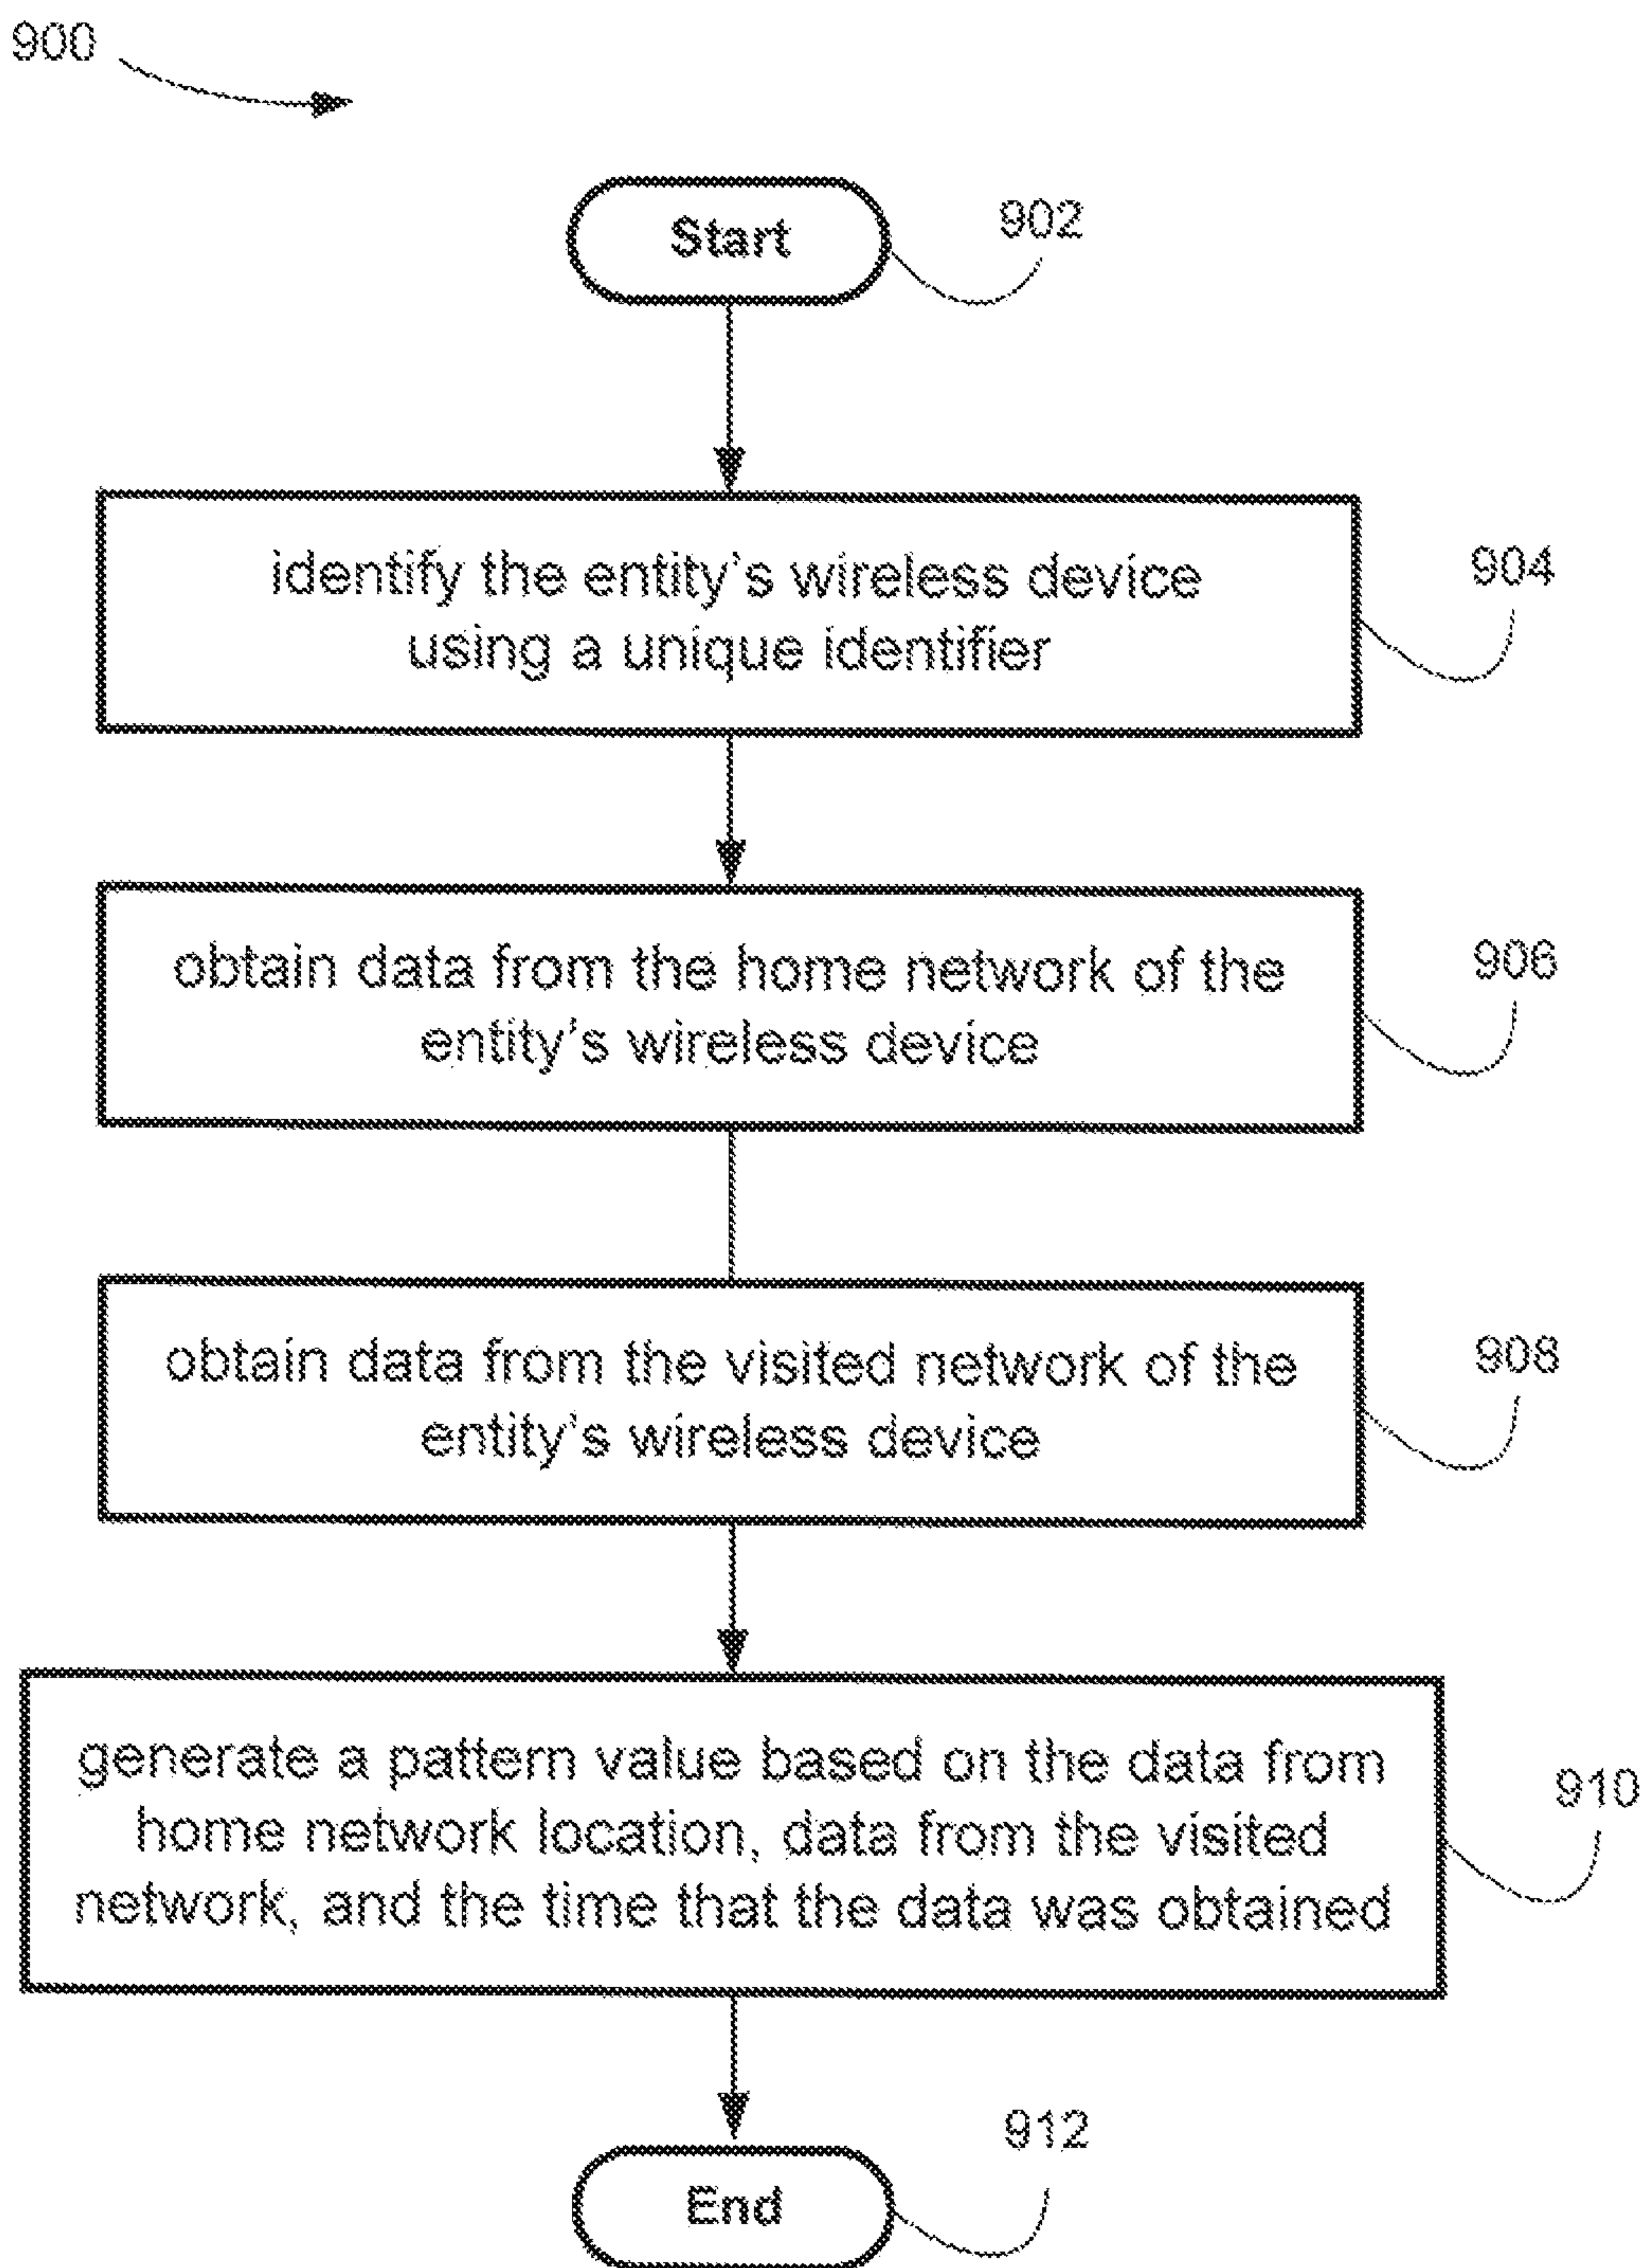 900
Start
902
identify the entity's wireless device
using a unique identifier
904
obtain data from the home network of the
entity's wireless device
906
obtain data from the visited network of the
entity's wireless device
908
generate a pattern value based on the data from
home network location, data from the visited
network, and the time that the data was obtained
910
End
912